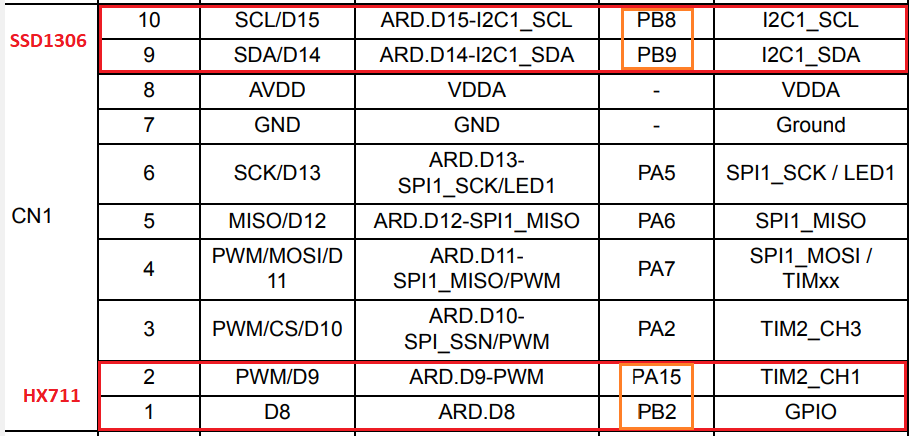 SSD1306
10 SCL/D15 ARD.D15-I2C1_SCL PB8 I2C1_SCL
9 SDA/D14 ARD.D14-I2C1_SDA PB9 I2C1_SDA
8 AVDD VDDA - VDDA
7 GND GND - Ground
CN1
6 SCK/D13 ARD.D13-
SPI1_SCK/LED1 PA5 SPI1_SCK / LED1
5 MISO/D12 ARD.D12-SPI1_MISO PA6 SPI1_MISO
4 PWM/MOSI/D
11 ARD.D11-
SPI1_MISO/PWM PA7 SPI1_MOSI /
TIMxx
3 PWM/CS/D10 ARD.D10-
SPI_SSN/PWM PA2 TIM2_CH3
HX711
2 PWM/D9 ARD.D9-PWM PA15 TIM2_CH1
1 D8 ARD.D8 PB2 GPIO